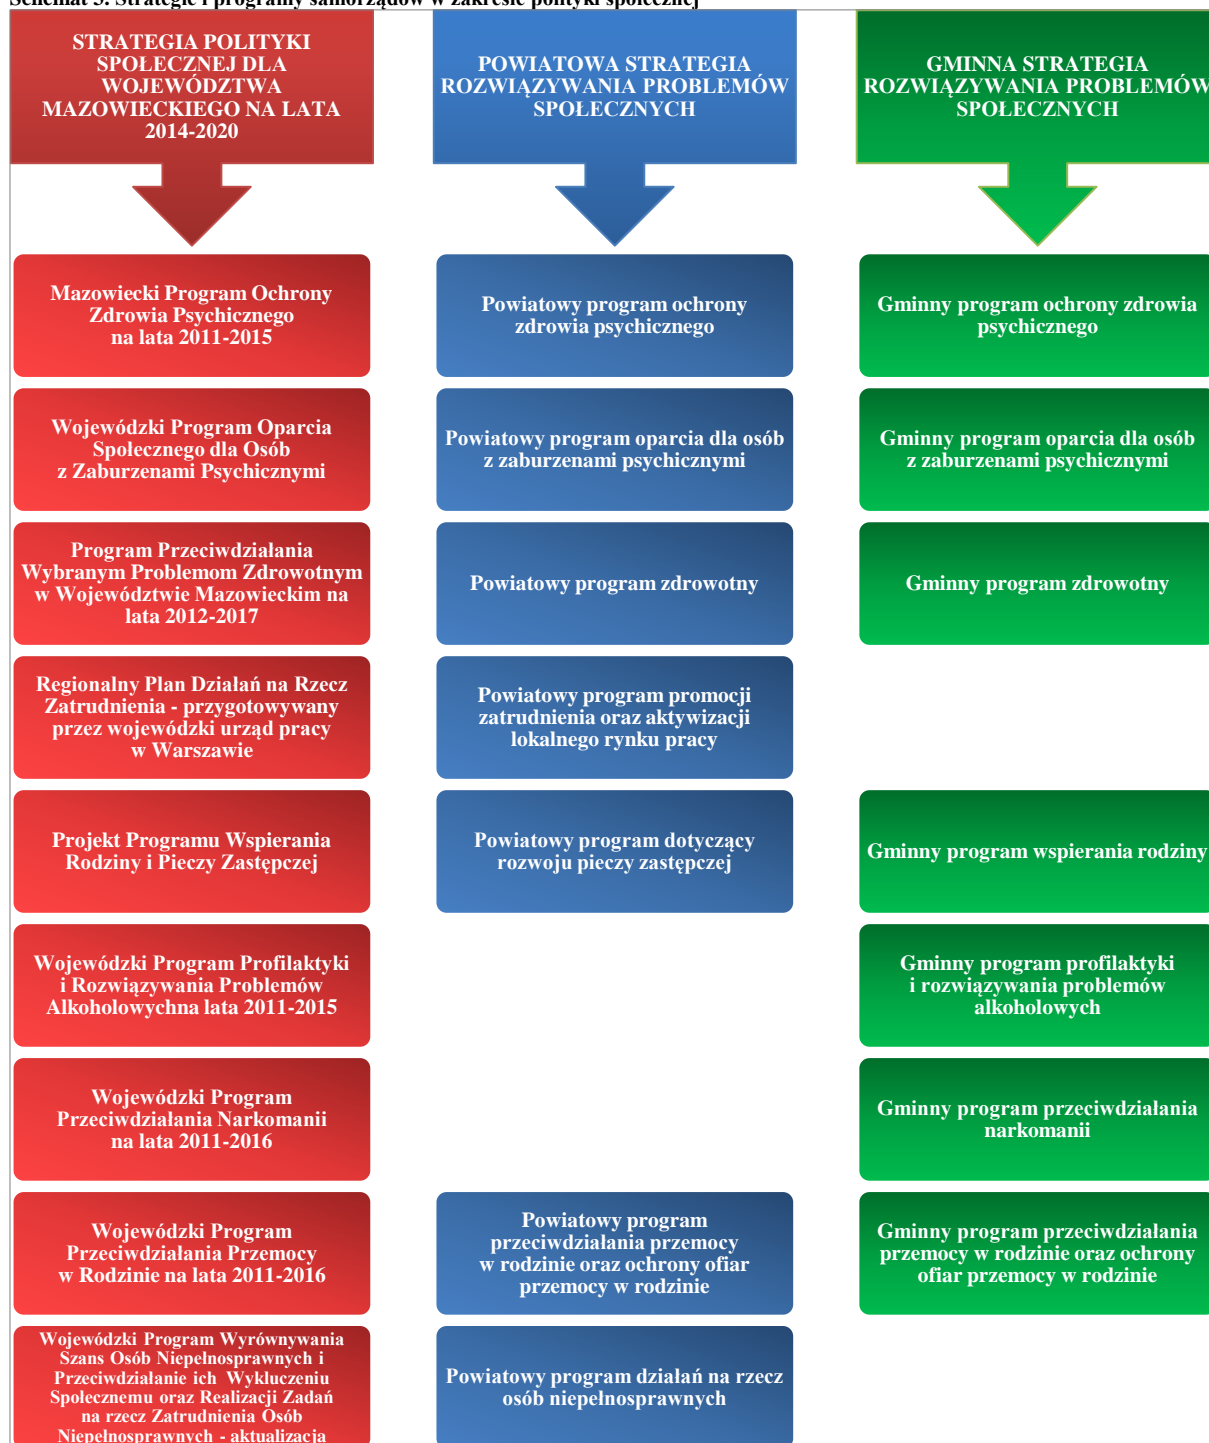 Schemat 3. Strategie i programy samorządów w zakresie polityki społecznej
STRATEGIA POLITYKI
SPOŁECZNEJ DLA
WOJEWÓDZTWA
MAZOWIECKIEGO NA LATA
2014-2020
Mazowiecki Program Ochrony
Zdrowia Psychicznego
na lata 2011-2015
Wojewódzki Program Oparcia
Społecznego dla Osób
z Zaburzenami Psychicznymi
Program Przeciwdziałania
Wybranym Problemom Zdrowotnym
w Województwie Mazowieckim na
lata 2012-2017
Regionalny Plan Działań na Rzecz
Zatrudnienia - przygotowywany
przez wojewódzki urząd pracy
w Warszawie
Projekt Programu Wspierania
Rodziny i Pieczy Zastępczej
Wojewódzki Program Profilaktyki
i Rozwiązywania Problemów
Alkoholowychna lata 2011-2015
Wojewódzki Program
Przeciwdziałania Narkomanii
na lata 2011-2016
Wojewódzki Program
Przeciwdziałania Przemocy
w Rodzinie na lata 2011-2016
Wojewódzki Program Wyrównywania
Szans Osób Niepełnosprawnych i
Przeciwdziałanie ich Wykluczeniu
Społecznemu oraz Realizacji Zadań
na rzecz Zatrudnienia Osób
Niepełnosprawnych - aktualizacja
POWIATOWA STRATEGIA
ROZWIĄZYWANIA PROBLEMÓW
SPOŁECZNYCH
Powiatowy program ochrony
zdrowia psychicznego
Powiatowy program oparcia dla osób
z zaburzenami psychicznymi
Powiatowy program zdrowotny
Powiatowy program promocji
zatrudnienia oraz aktywizacji
lokalnego rynku pracy
Powiatowy program dotyczący
rozwoju pieczy zastępczej
Powiatowy program
przeciwdziałania przemocy
w rodzinie oraz ochrony ofiar
przemocy w rodzinie
Powiatowy program działań na rzecz
osób niepełnosprawnych
GMINNA STRATEGIA
ROZWIĄZYWANIA PROBLEMÓW
SPOŁECZNYCH
Gminny program ochrony zdrowia
psychicznego
Gminny program oparcia dla osób
z zaburzenami psychicznymi
Gminny program zdrowotny
Gminny program wspierania rodziny
Gminny program profilaktyki
i rozwiązywania problemów
alkoholowych
Gminny program przeciwdziałania
narkomanii
Gminny program przeciwdziałania
przemocy w rodzinie oraz ochrony
ofiar przemocy w rodzinie